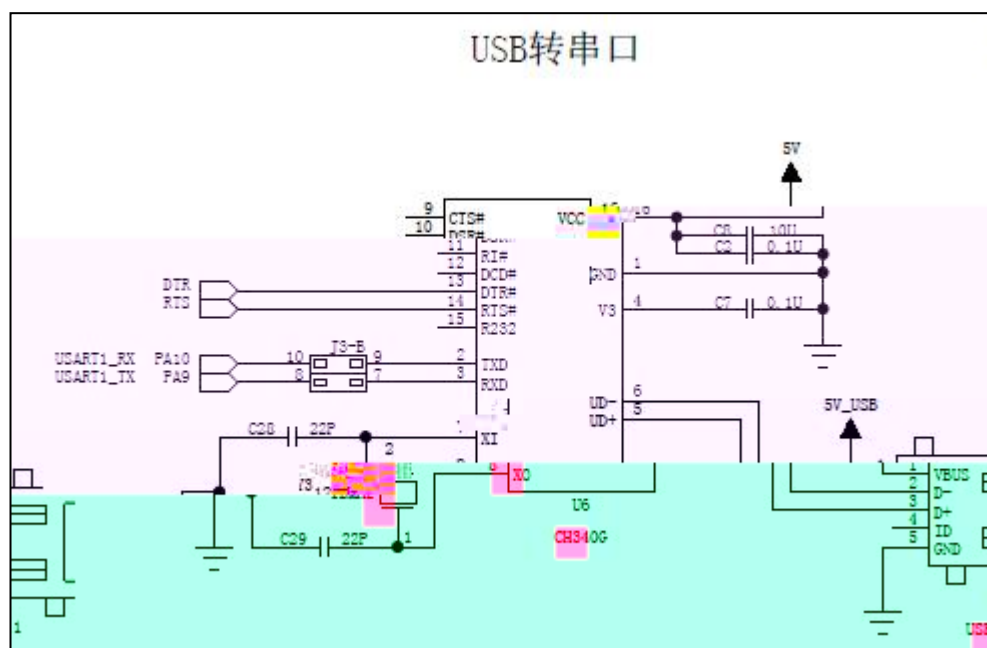 USB转串口
5V
9 CTS# VCC
10
C8 10U
11 C2 0.1U
12 RI# GND 1
13 DCD#
DTR DTR#
RTS 14 RTS# V3 4 C7 0.1U
15 R232
J3-B
USART1_RX PA10 10 9 2 TXD
USART1_TX PA9 8 7 3 RXD
UD- 6
UD+ 5
5V_USB
C28 22P XI
2
XO
1 VBUS
2 D-
3 D+
4 ID
5 GND
U6
C29 22P 1 CH340G
1